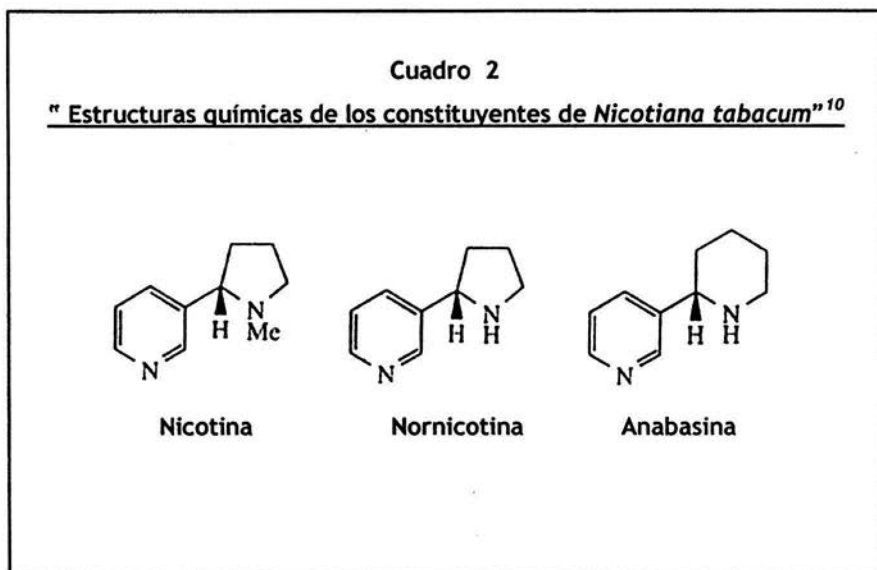 Cuadro 2
" Estructuras químicas de los constituyentes de Nicotiana tabacum"10
N
H
N
Me
N
H
N
H
N
H
N
H
Nicotina Nornicotina Anabasina